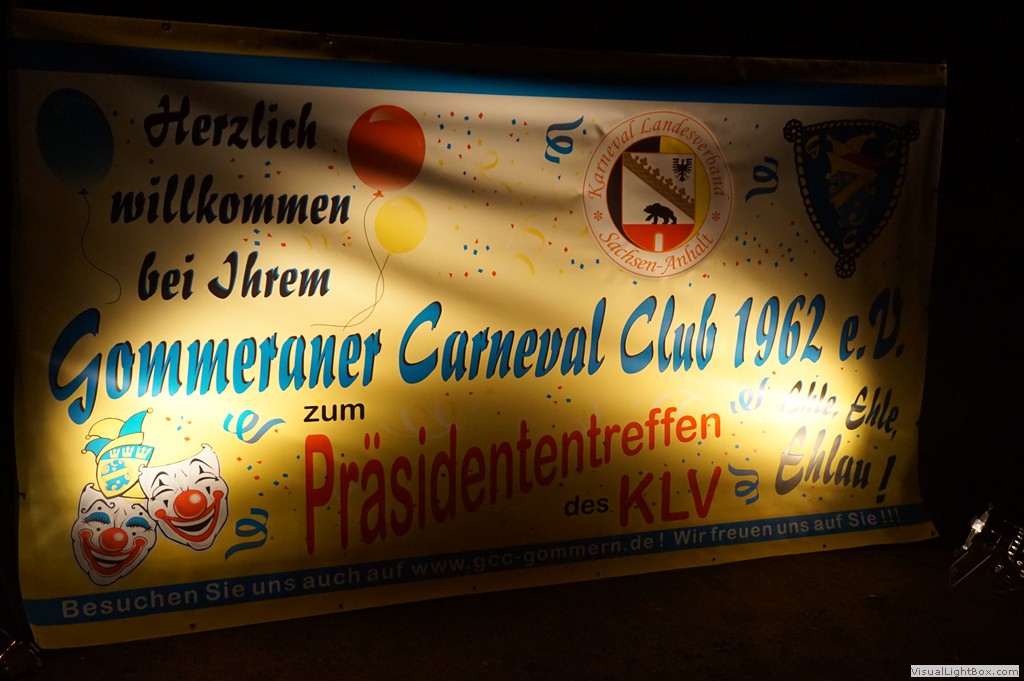 Herzlich
willkommen
bei Ihrem
Gommeraner Carneval Club 1962 e.V.
zum
Präsidententreffen
des KLV
Ehle, Ehle,
Ehlau !
Besuchen Sie uns auch auf www.gcc-gommern.de ! Wir freuen uns auf Sie !!!
Karneval Landesverband
Sachsen-Anhalt
VisualLightBox.com